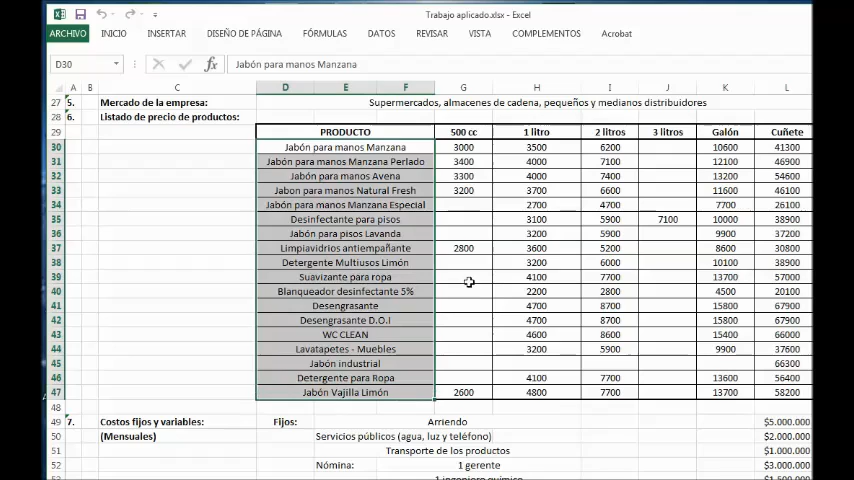 Trabajo aplicado.xlsx - Excel
ARCHIVO INICIO INSERTAR DISEÑO DE PÁGINA FÓRMULAS DATOS REVISAR VISTA COMPLEMENTOS Acrobat
D30 fx Jabón para manos Manzana
A B C D E F G H I J K L
27 5. Mercado de la empresa: Supermercados, almacenes de cadena, pequeños y medianos distribuidores
28 6. Listado de precio de productos:
29 PRODUCTO 500 cc 1 litro 2 litros 3 litros Galón Cuñete
30 Jabón para manos Manzana 3000 3500 6200 10600 41300
31 Jabón para manos Manzana Perlado 3400 4000 7100 12100 46900
32 Jabón para manos Avena 3300 4000 7400 13200 54600
33 Jabon para manos Natural Fresh 3200 3700 6600 11600 46100
34 Jabón para manos Manzana Especial 2700 4700 7700 26100
35 Desinfectante para pisos 3100 5900 7100 10000 38900
36 Jabón para pisos Lavanda 3200 5900 9900 37200
37 Limpiavidrios antiempañante 2800 3600 5200 8600 30800
38 Detergente Multiusos Limón 3200 6000 10100 38900
39 Suavizante para ropa 4100 7700 13700 57000
40 Blanqueador desinfectante 5% 2200 2800 4500 20100
41 Desengrasante 4700 8700 15800 67900
42 Desengrasante D.O.I 4700 8700 15800 67900
43 WC CLEAN 4600 8600 15400 66000
44 Lavatapetes - Muebles 3200 5900 9900 37600
45 Jabón industrial 66300
46 Detergente para Ropa 4100 7700 13600 56400
47 Jabón Vajilla Limón 2600 4800 7700 13700 58200
48
49 7. Costos fijos y variables: Fijos: Arriendo $5.000.000
50 (Mensuales) Servicios públicos (agua, luz y teléfono) $2.000.000
51 Transporte de los productos $1.000.000
52 Nómina: 1 gerente $3.000.000
53 1 ingeniero químico $1.500.000